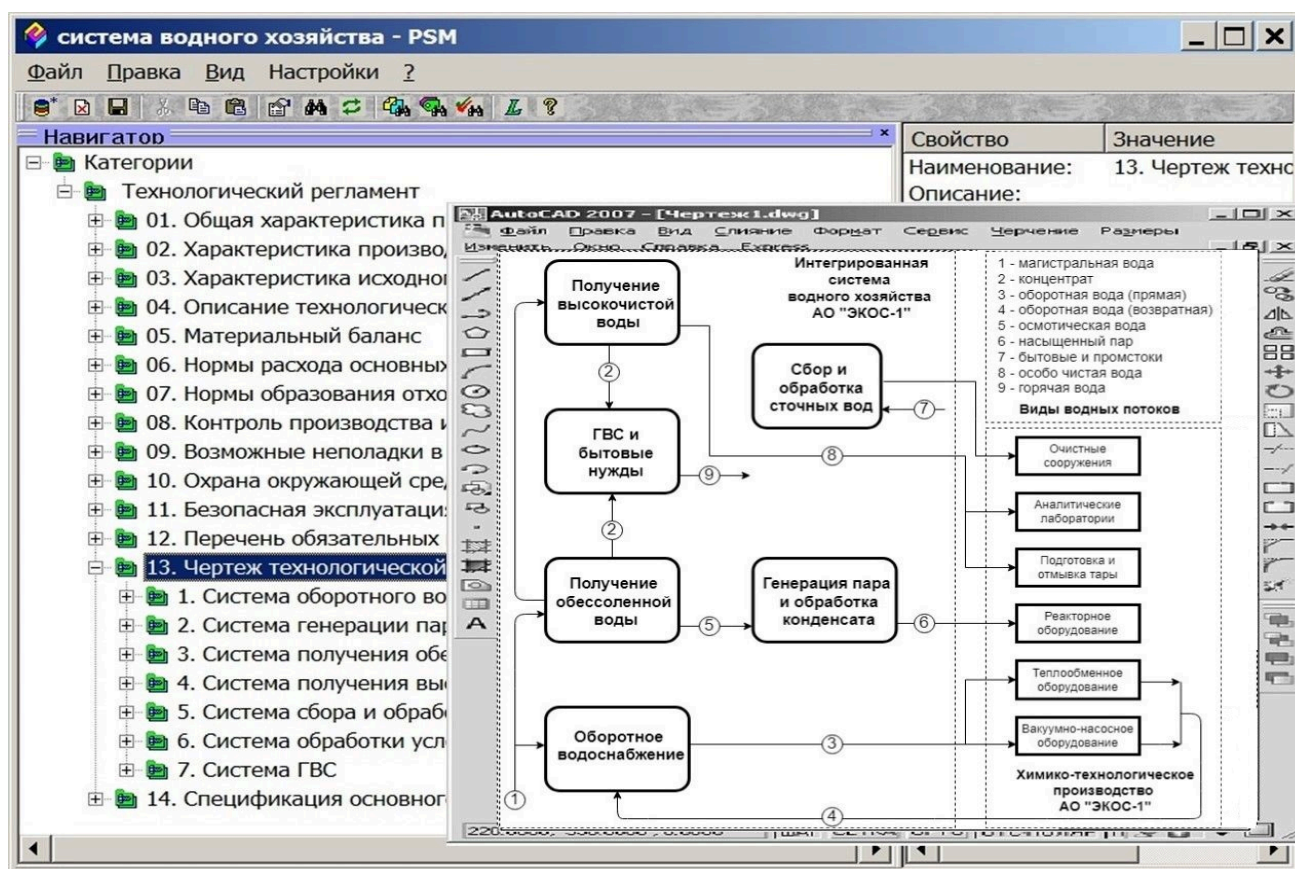 система водного хозяйства - PSM
Файл Правка Вид Настройки ?
Навигатор
Свойство Значение
Категории
Наименование: 13. Чертеж техно
Технологический регламент
Описание:
01. Общая характеристика п
02. Характеристика производ
03. Характеристика исходно
04. Описание технологическ
05. Материальный баланс
06. Нормы расхода основных
07. Нормы образования отхо
08. Контроль производства и
09. Возможные неполадки в
10. Охрана окружающей сре
11. Безопасная эксплуатаци
12. Перечень обязательных
13. Чертеж технологической
1. Система оборотного во
2. Система генерации пар
3. Система получения обе
4. Система получения выс
5. Система сбора и обраб
6. Система обработки усл
7. Система ГВС
14. Спецификация основног
AutoCAD 2007 - [Чертеж1.dwg]
Файл Правка Вид Слияние Формат Сервис Черчение Размеры
Изменить Окно Справка Express
Получение
высокочистой
воды
Интегрированная
система
водного хозяйства
АО "ЭКОС-1"
1 - магистральная вода
2 - концентрат
3 - оборотная вода (прямая)
4 - оборотная вода (возвратная)
5 - осмотическая вода
6 - насыщенный пар
7 - бытовые и промстоки
8 - особо чистая вода
9 - горячая вода
Виды водных потоков
2
Сбор и
обработка
сточных вод
7
ГВС и
бытовые
нужды
8
9
Очистные
сооружения
Аналитические
лаборатории
2
Подготовка и
отмывка тары
Получение
обессоленной
воды
5
Генерация пара
и обработка
конденсата
6
Реакторное
оборудование
Теплообменное
оборудование
Оборотное
водоснабжение
3
Вакуумно-насосное
оборудование
Химико-технологическое
производство
АО "ЭКОС-1"
1
4